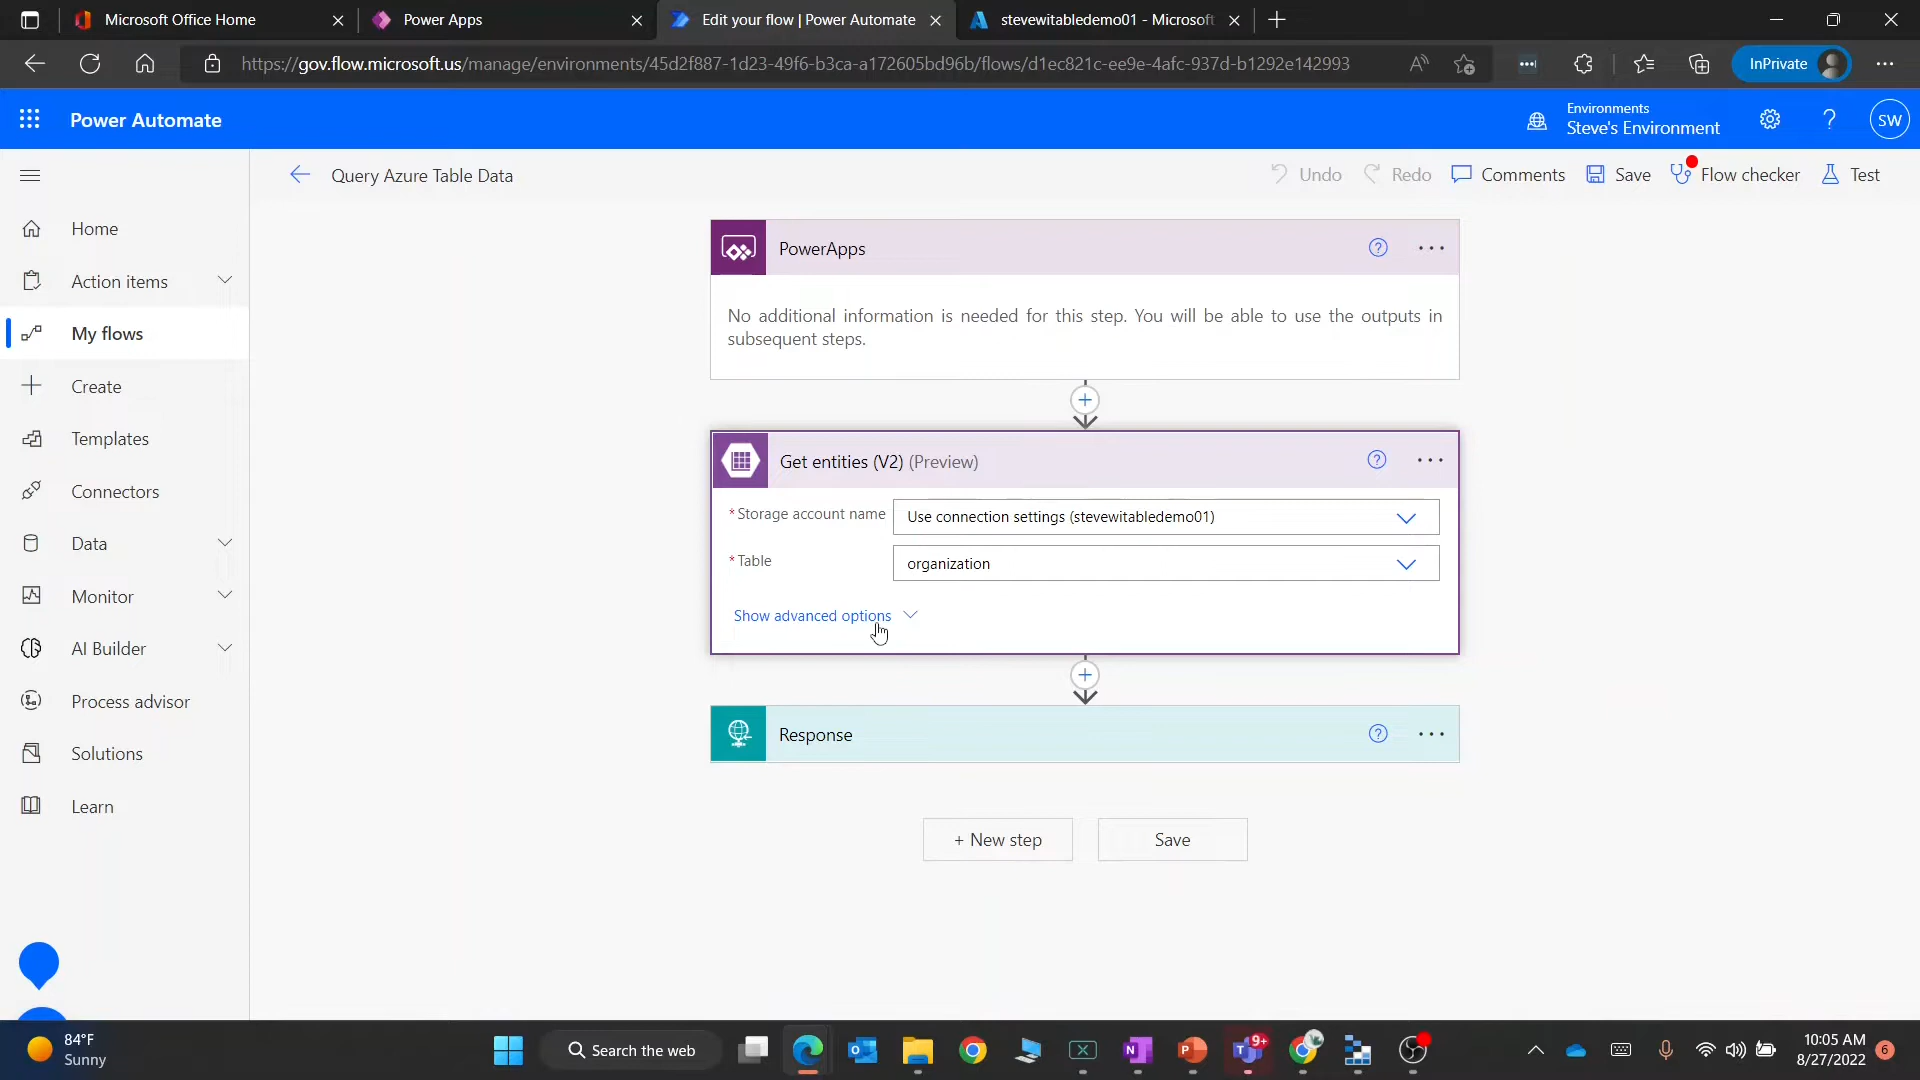 Microsoft Office Home
Power Apps
Edit your flow | Power Automate
stevewitabledemo01 - Microsoft
https://gov.flow.microsoft.us/manage/environments/45d2f887-1d23-49f6-b3ca-a172605bd96b/flows/d1ec821c-ee9e-4afc-937d-b1292e142993
InPrivate
Power Automate
Environments
Steve's Environment
SW
Query Azure Table Data
Undo
Redo
Comments
Save
Flow checker
Test
Home
Action items
My flows
Create
Templates
Connectors
Data
Monitor
AI Builder
Process advisor
Solutions
Learn
PowerApps
No additional information is needed for this step. You will be able to use the outputs in
subsequent steps.
Get entities (V2) (Preview)
* Storage account name
Use connection settings (stevewitabledemo01)
* Table
organization
Show advanced options
Response
+ New step
Save
84°F
Sunny
Search the web
9+
10:05 AM
8/27/2022
6